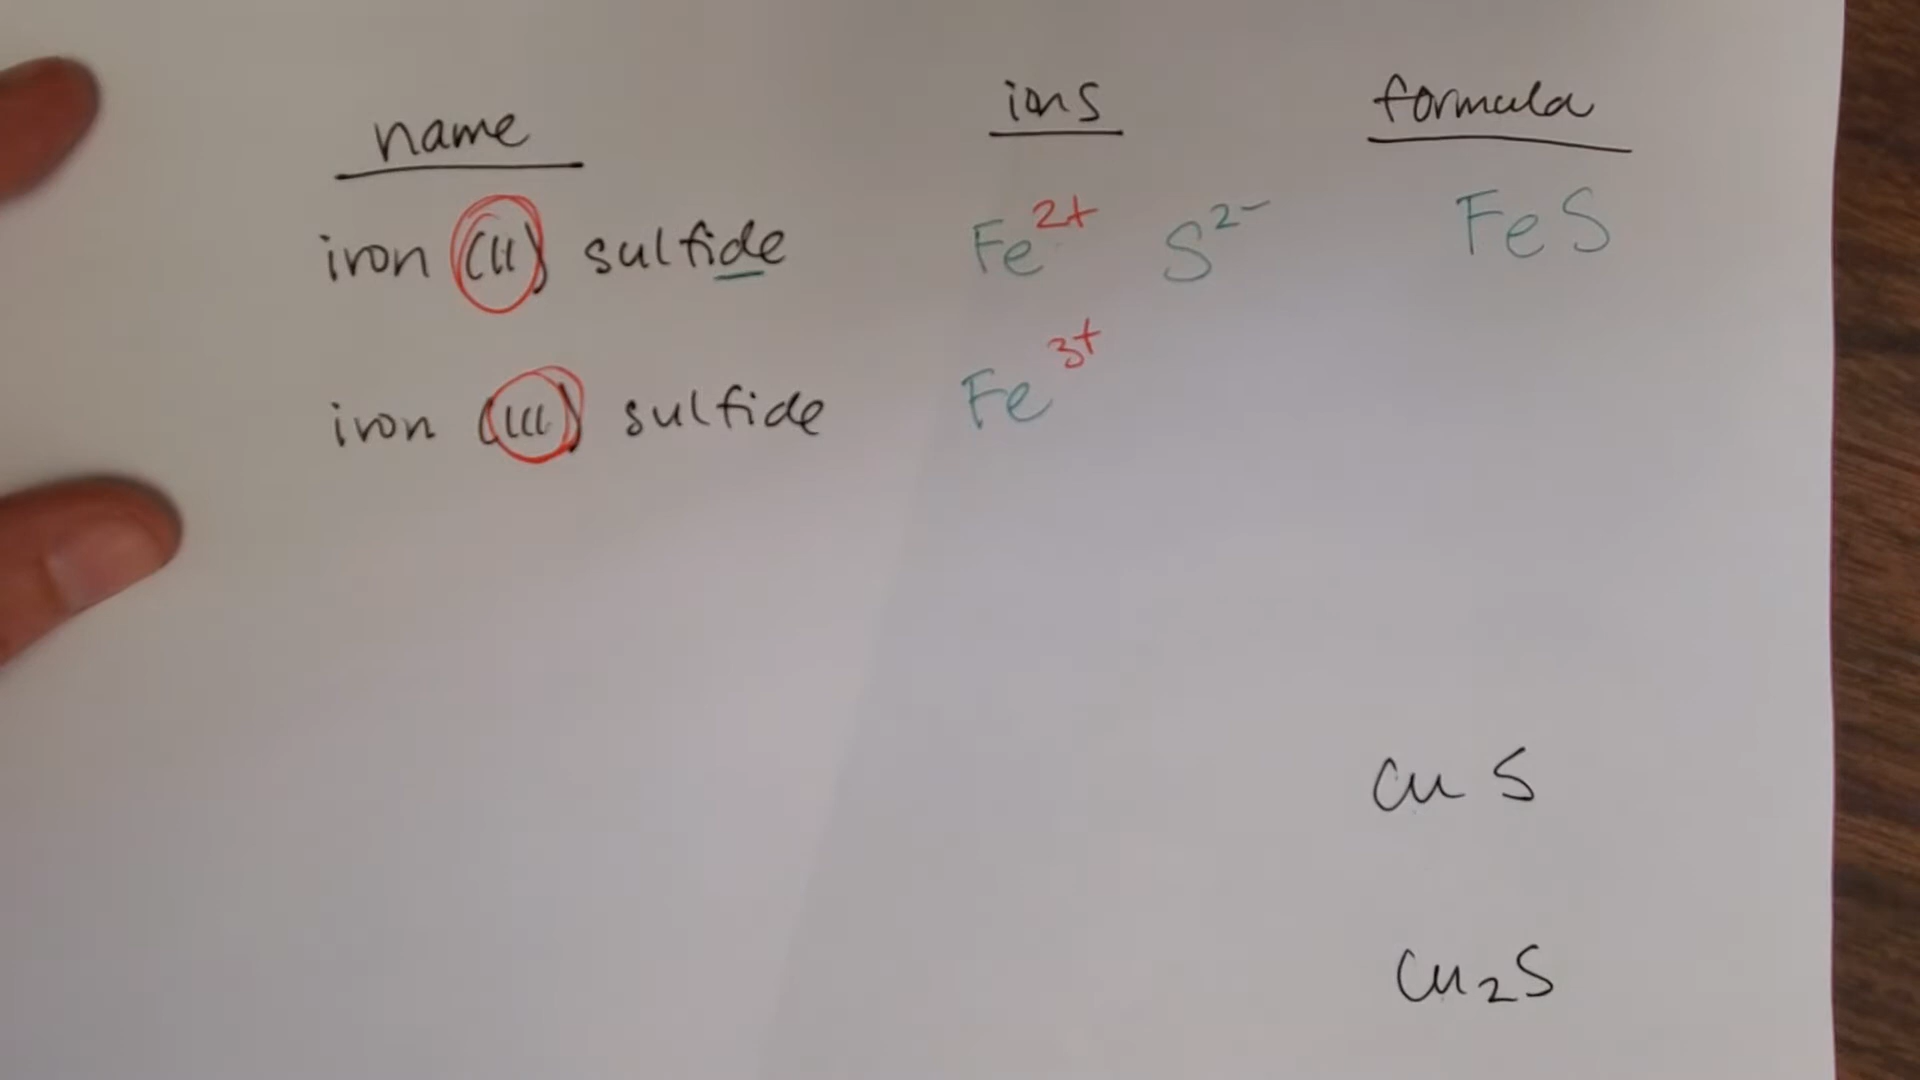 name ions formula
iron (II) sulfide Fe²⁺ S²⁻ FeS
iron (III) sulfide Fe³⁺
CuS
Cu₂S